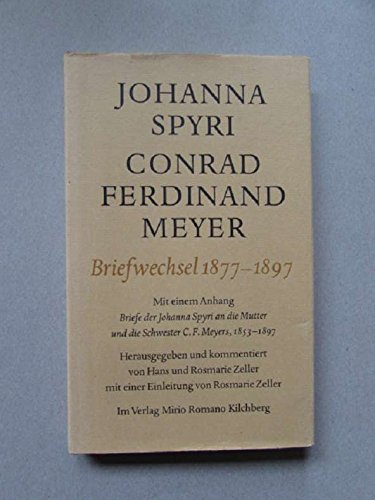 JOHANNA
SPYRI
CONRAD
FERDINAND
MEYER
Briefwechsel 1877–1897
Mit einem Anhang
Briefe der Johanna Spyri an die Mutter
und die Schwester C. F. Meyers, 1853–1897
Herausgegeben und kommentiert
von Hans und Rosmarie Zeller
mit einer Einleitung von Rosmarie Zeller
Im Verlag Mirio Romano Kilchberg